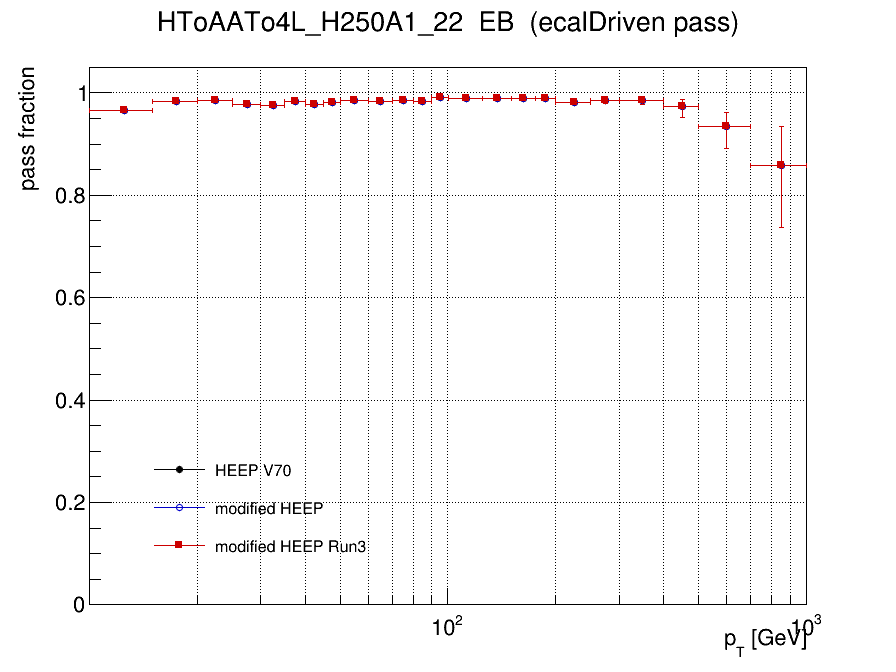 HToAATo4L_H250A1_22 EB (ecalDriven pass)
pass fraction
1
0.8
0.6
0.4
0.2
0
HEEP V70
modified HEEP
modified HEEP Run3
10²
10³
p_T [GeV]